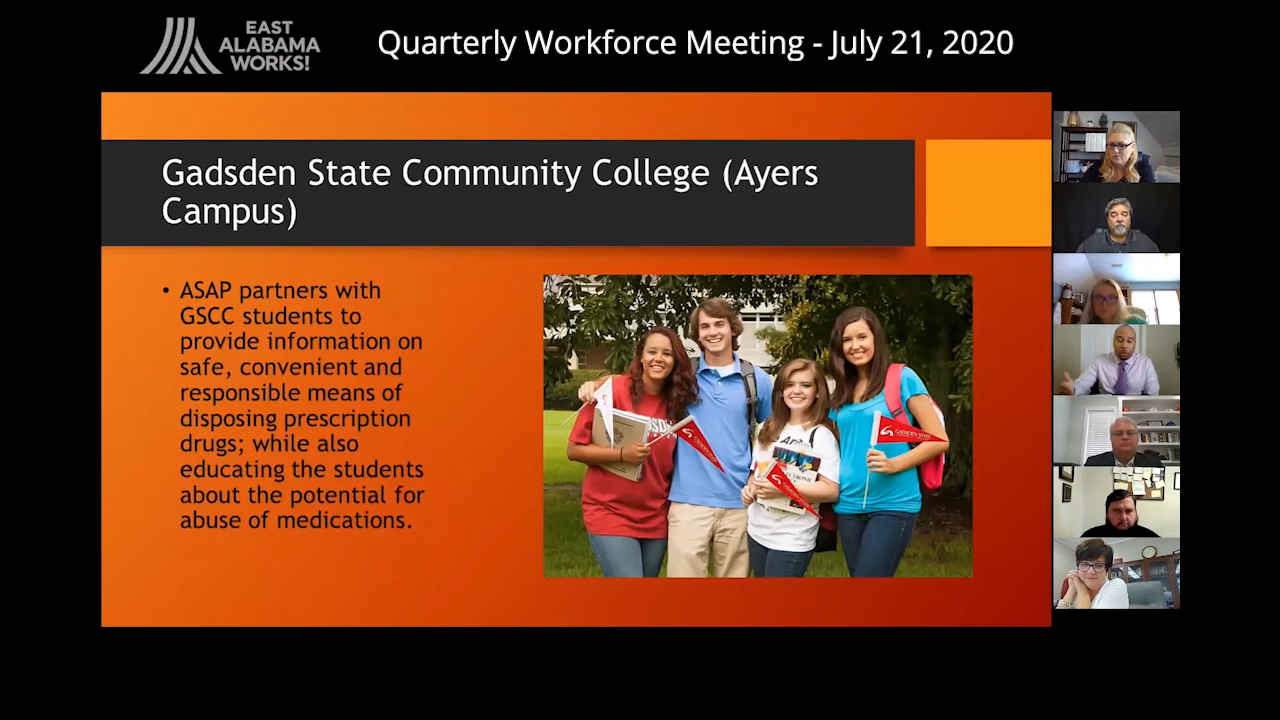 EAST
ALABAMA
WORKS!
Quarterly Workforce Meeting - July 21, 2020
Gadsden State Community College (Ayers
Campus)
• ASAP partners with
GSCC students to
provide information on
safe, convenient and
responsible means of
disposing prescription
drugs; while also
educating the students
about the potential for
abuse of medications.
GADSDEN STATE